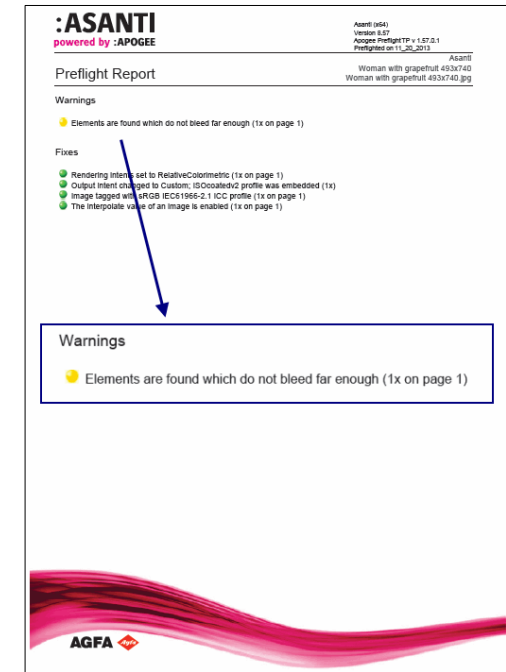 :ASANTI
powered by :APOGEE
Asanti (x64)
Version 8.57
Apogee PreflightTP v 1.57.0.1
Preflighted on 11_20_2013
Asanti
Preflight Report
Woman with grapefruit 493x740
Woman with grapefruit 493x740.jpg
Warnings
Elements are found which do not bleed far enough (1x on page 1)
Fixes
Rendering Intents set to RelativeColorimetric (1x on page 1)
Output Intent changed to Custom; ISOcoatedv2 profile was embedded (1x)
Image tagged with sRGB IEC61966-2.1 ICC profile (1x on page 1)
The Interpolate value of an image is enabled (1x on page 1)
Warnings
Elements are found which do not bleed far enough (1x on page 1)
AGFA
Agfa